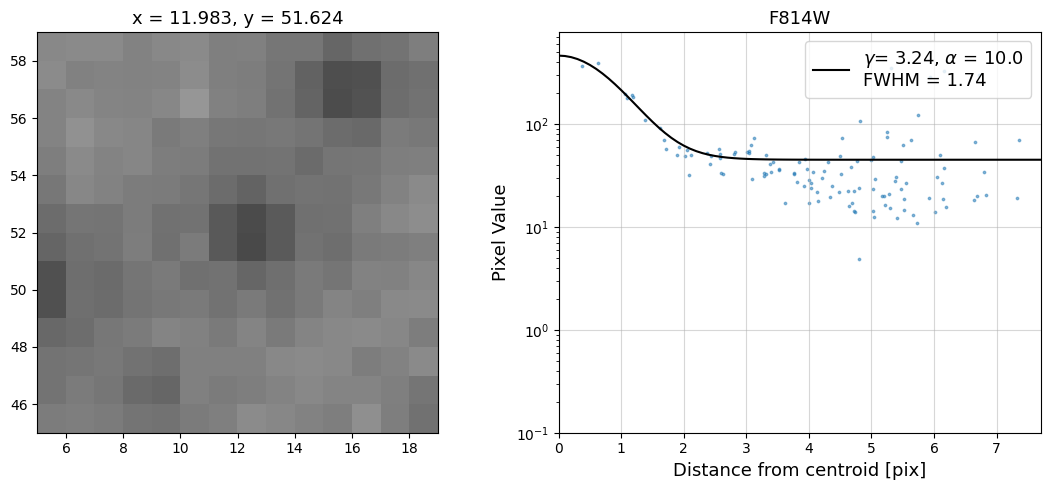 x = 11.983, y = 51.624
58
56
54
52
50
48
46
6 8 10 12 14 16 18
F814W
γ= 3.24, α = 10.0
FWHM = 1.74
Pixel Value
10²
10¹
10⁰
10⁻¹
0 1 2 3 4 5 6 7
Distance from centroid [pix]